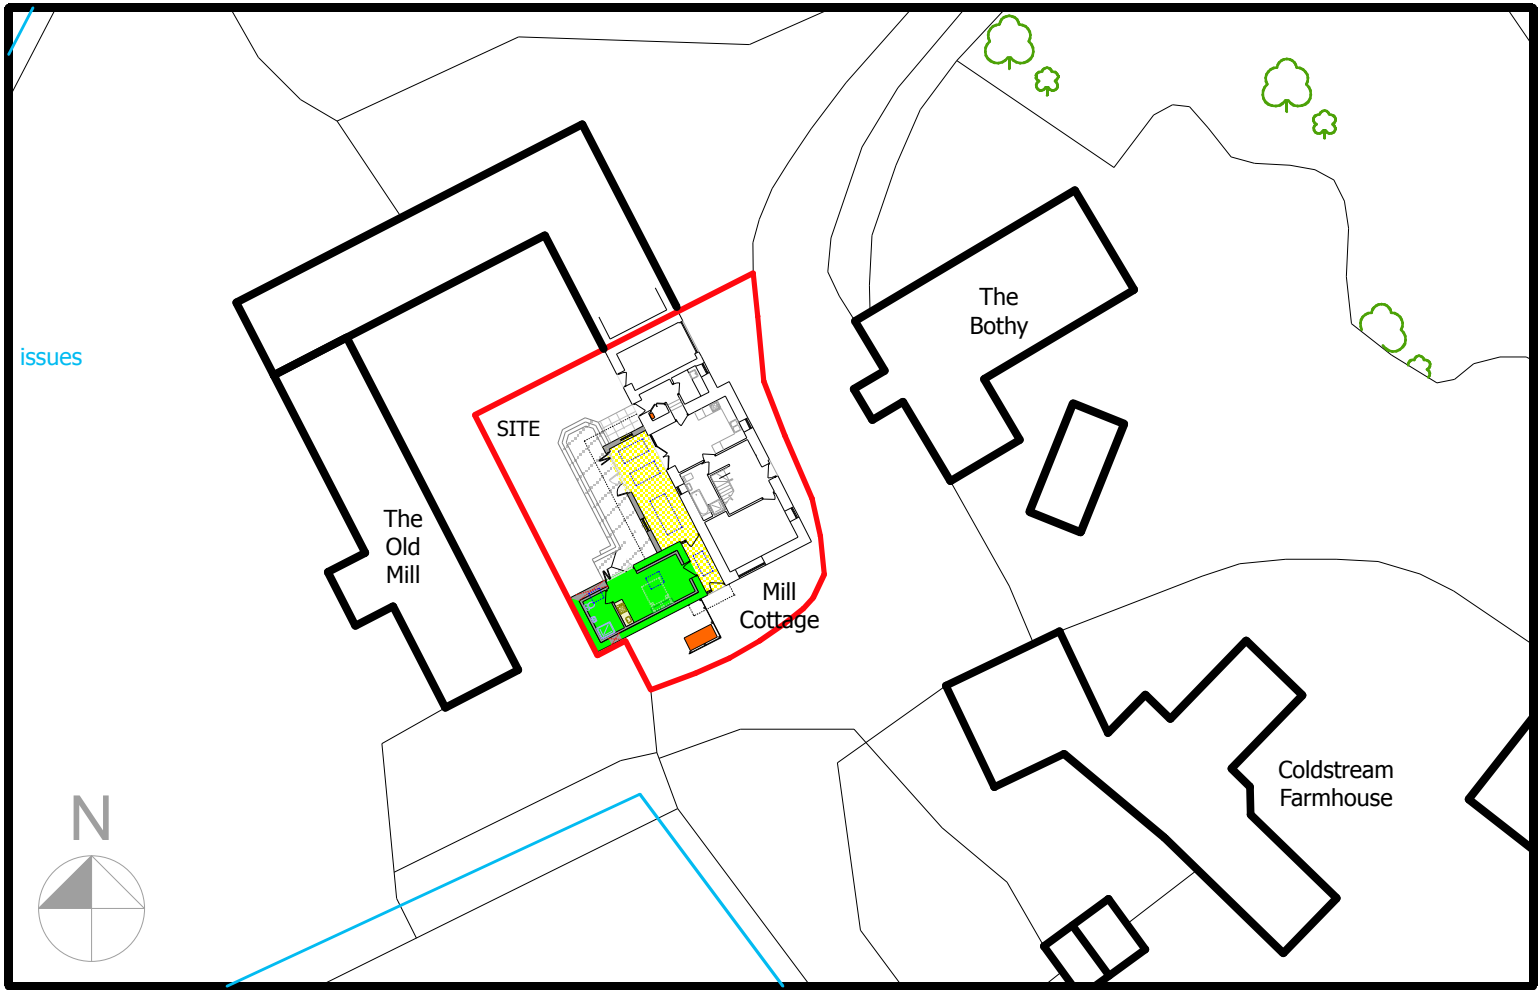 The
Bothy
issues
SITE
The
Old
Mill
Mill
Cottage
Coldstream
Farmhouse
N